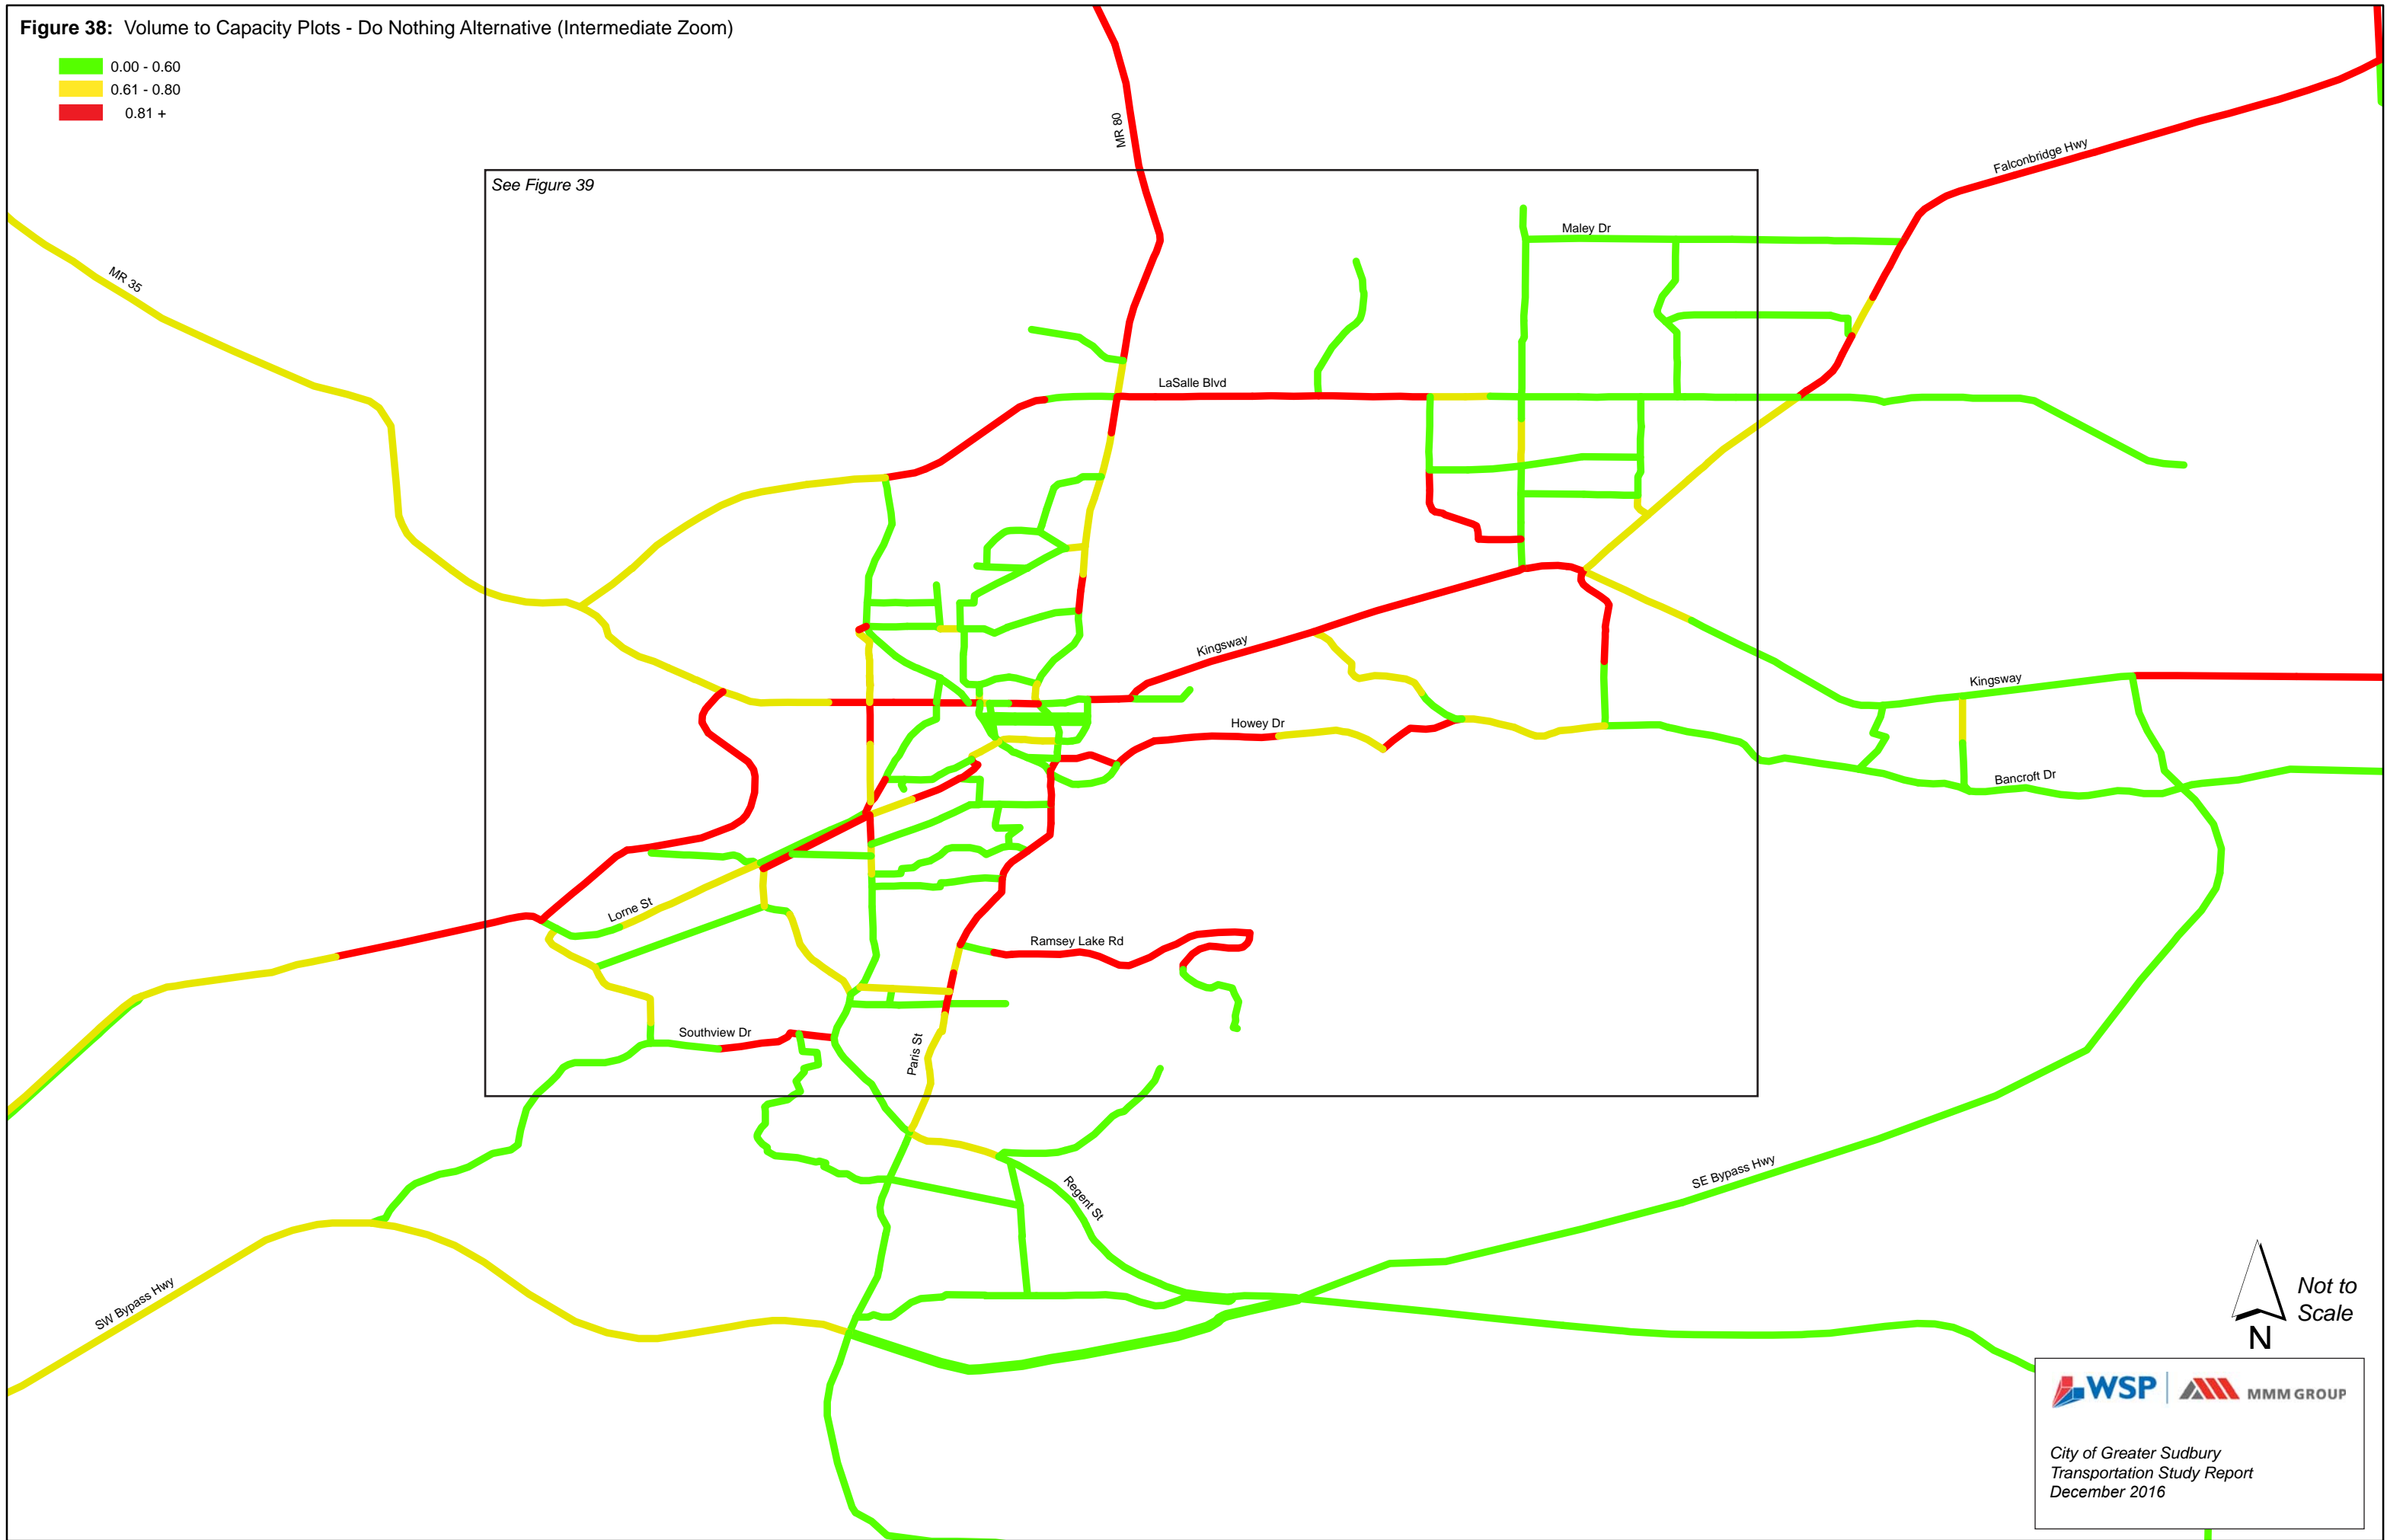 Figure 38: Volume to Capacity Plots - Do Nothing Alternative (Intermediate Zoom)
0.00 - 0.60
0.61 - 0.80
0.81 +
See Figure 39
MR 80
Falconbridge Hwy
Maley Dr
MR 35
LaSalle Blvd
Kingsway
Kingsway
Howey Dr
Bancroft Dr
Lorne St
Ramsey Lake Rd
Southview Dr
Paris St
Regent St
SE Bypass Hwy
SW Bypass Hwy
Not to
Scale
N
WSP
MMM GROUP
City of Greater Sudbury
Transportation Study Report
December 2016